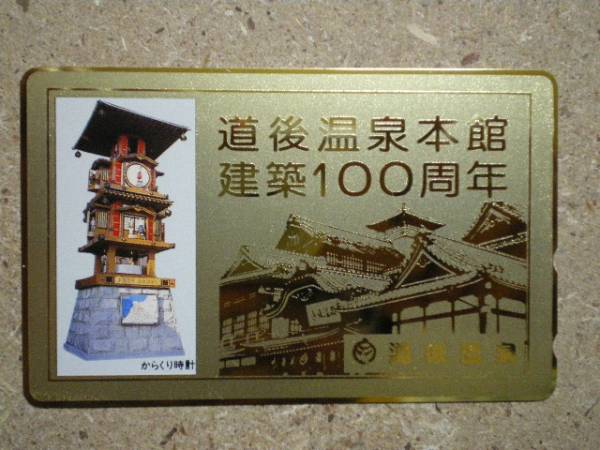 道後温泉本館
建築100周年
からくり時計
道後温泉